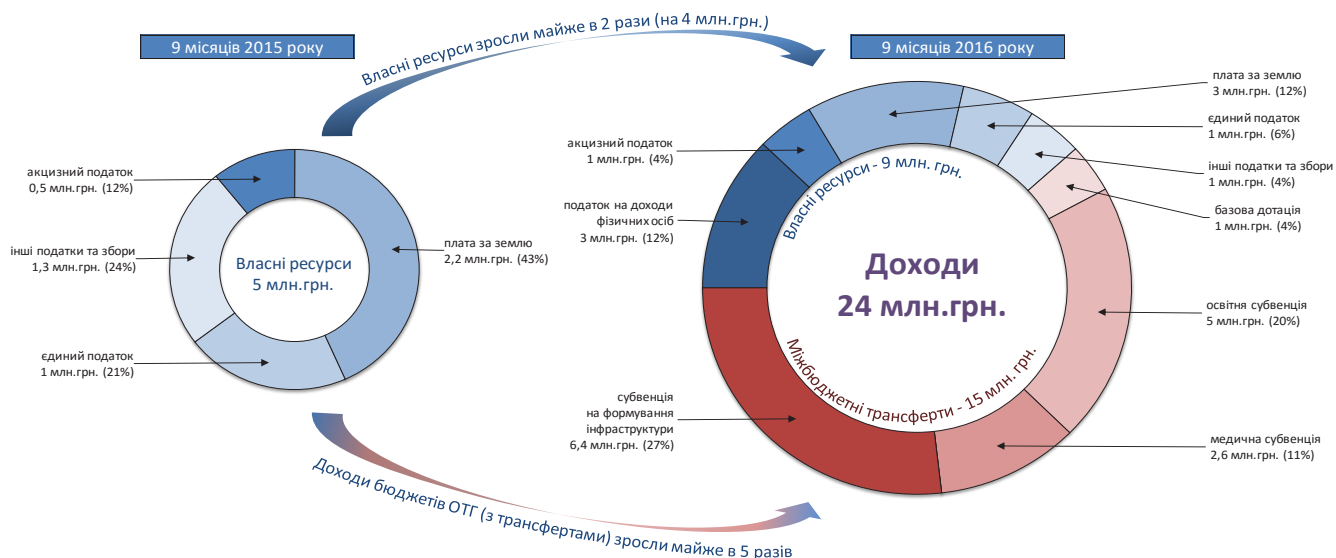 9 місяців 2015 року
Власні ресурси зросли майже в 2 рази (на 4 млн.грн.)
9 місяців 2016 року
акцизний податок
0,5 млн.грн. (12%)
інші податки та збори
1,3 млн.грн. (24%)
єдиний податок
1 млн.грн. (21%)
плата за землю
2,2 млн.грн. (43%)
Власні ресурси
5 млн.грн.
плата за землю
3 млн.грн. (12%)
єдиний податок
1 млн.грн. (6%)
інші податки та збори
1 млн.грн. (4%)
базова дотація
1 млн.грн. (4%)
акцизний податок
1 млн.грн. (4%)
податок на доходи
фізичних осіб
3 млн.грн. (12%)
Власні ресурси - 9 млн. грн.
Доходи
24 млн.грн.
Міжбюджетні трансферти - 15 млн. грн.
освітня субвенція
5 млн.грн. (20%)
субвенція
на формування
інфраструктури
6,4 млн.грн. (27%)
медична субвенція
2,6 млн.грн. (11%)
Доходи бюджетів ОТГ (з трансфертами) зросли майже в 5 разів